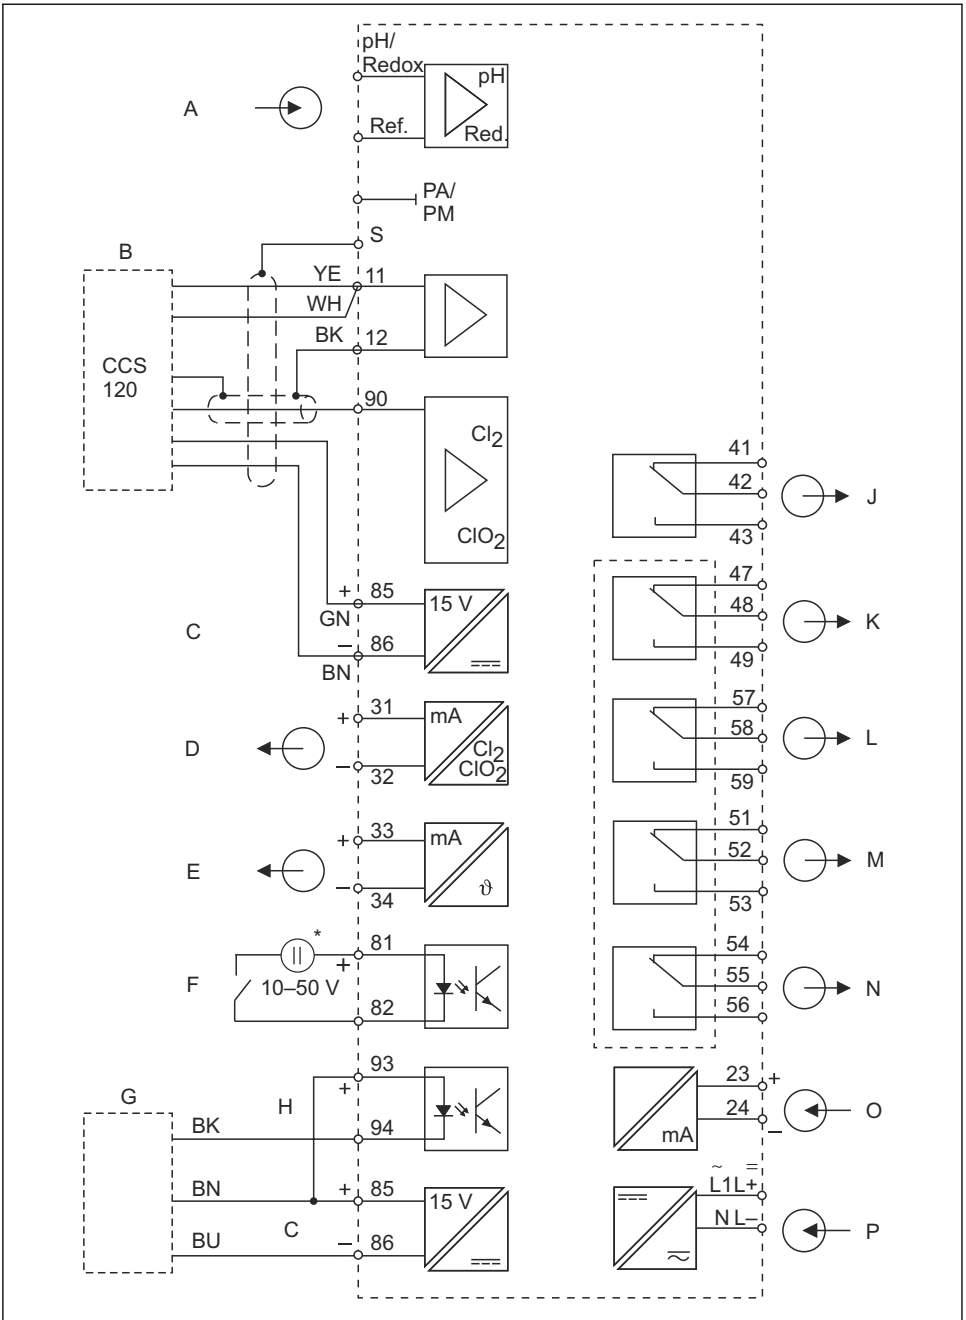 pH/
Redox
pH
A
Ref.
Red.
PA/
PM
S
B
YE
11
WH
BK
12
CCS
120
90
Cl2
ClO2
+
85
15 V
GN
C
–
86
BN
31
+
mA
D
Cl2
ClO2
–
32
33
+
mA
E
ϑ
–
34
*
81
+
F
10–50 V
82
93
+
G
H
BK
94
BN
+
85
15 V
C
BU
–
86
41
42
J
43
47
48
K
49
57
58
L
59
51
52
M
53
54
55
N
56
23
+
24
O
mA
–
~ =
L1L+
N L–
P
≂